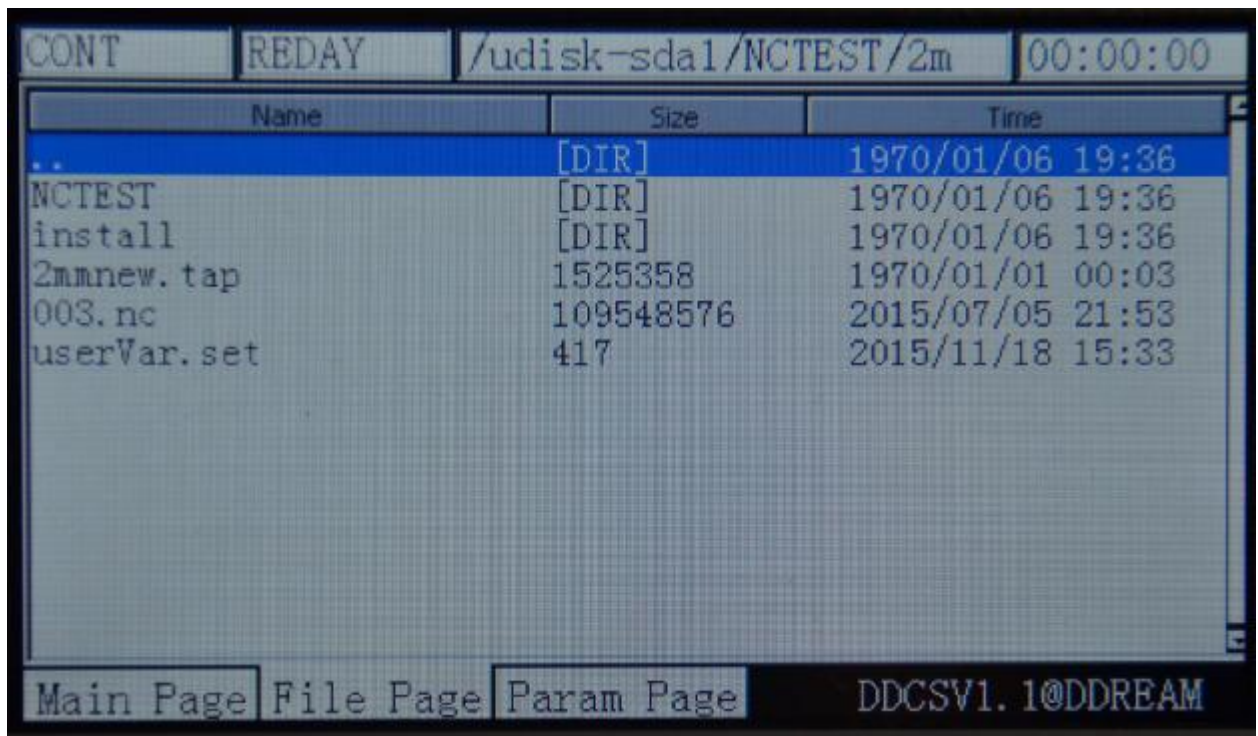 CONT REDAY /udisk-sda1/NCTEST/2m 00:00:00
Name Size Time
.. [DIR] 1970/01/06 19:36
NCTEST [DIR] 1970/01/06 19:36
install [DIR] 1970/01/06 19:36
2mmnew.tap 1525358 1970/01/01 00:03
003.nc 109548576 2015/07/05 21:53
userVar.set 417 2015/11/18 15:33
Main Page File Page Param Page DDCSV1.1@DDREAM